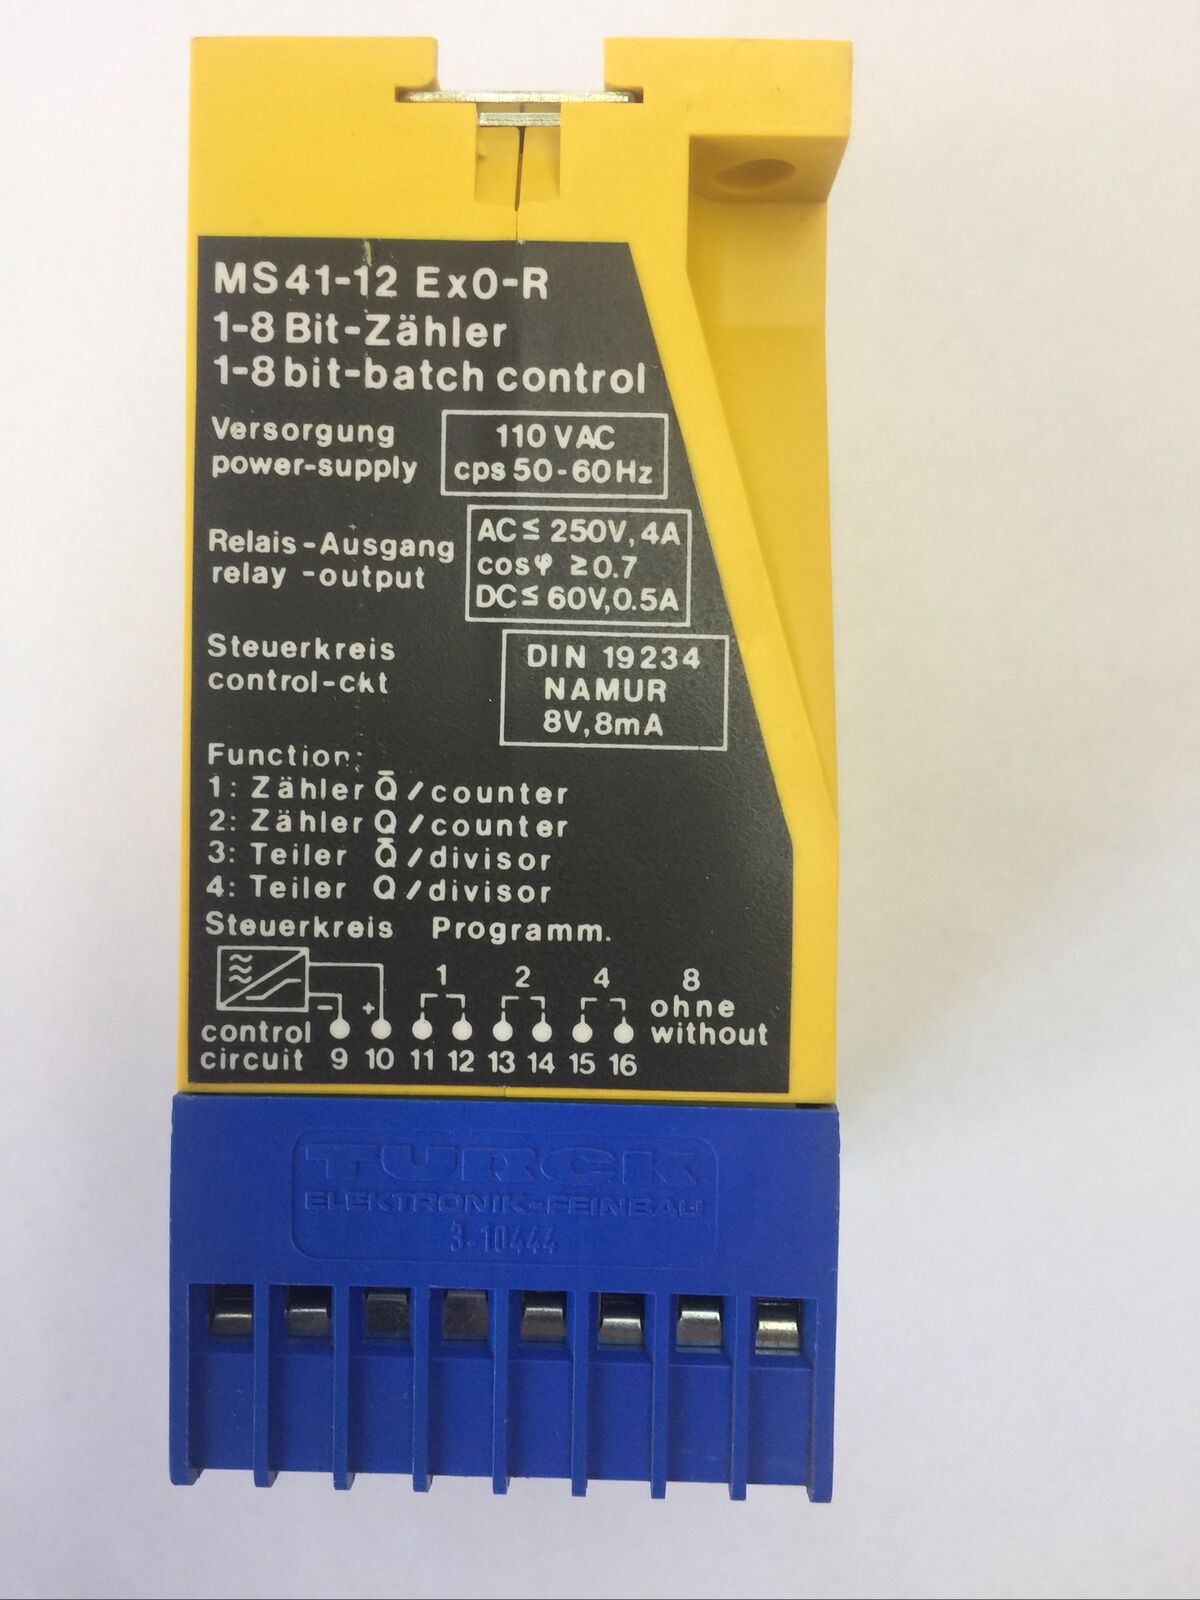 MS41-12 Ex0-R
1-8 Bit-Zähler
1-8 bit-batch control
Versorgung
power-supply
110 VAC
cps 50-60Hz
Relais-Ausgang
relay-output
AC ≤ 250V, 4A
cos φ ≥ 0.7
DC ≤ 60V, 0.5A
Steuerkreis
control-ckt
DIN 19234
NAMUR
8V, 8mA
Function:
1: Zähler Q̄/counter
2: Zähler Q/counter
3: Teiler Q̄/divisor
4: Teiler Q/divisor
Steuerkreis Programm.
1 2 4 8
- + ohne
control without
circuit 9 10 11 12 13 14 15 16
TURCK
ELEKTRONIK-FEINBAU
3-10444